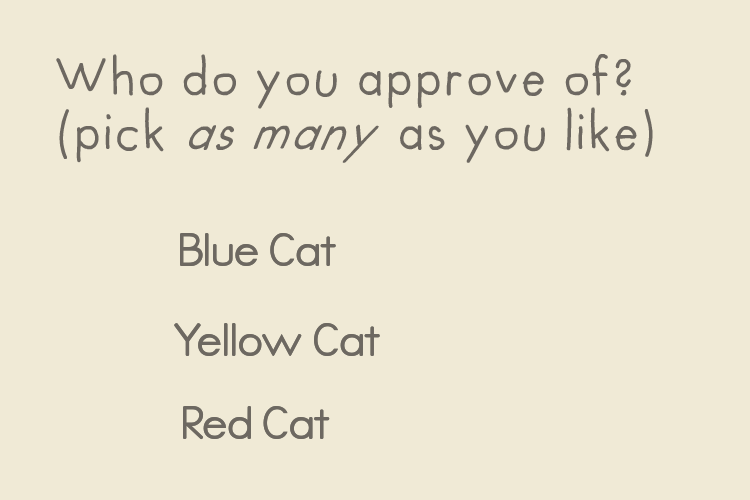 Who do you approve of?
(pick as many as you like)
Blue Cat
Yellow Cat
Red Cat